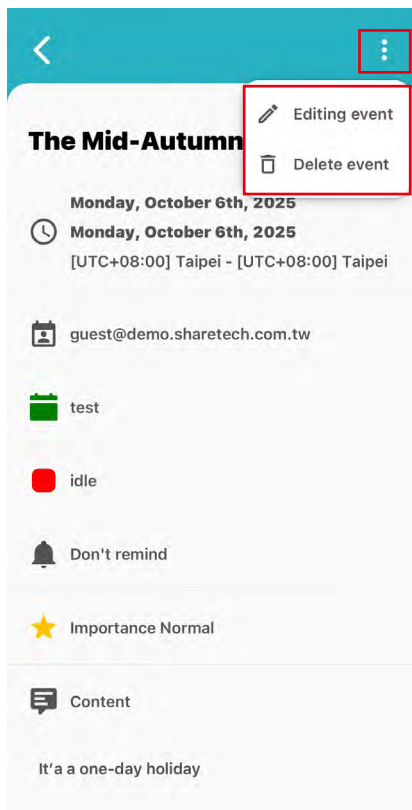 Editing event
The Mid-Autumn
Delete event
Monday, October 6th, 2025
Monday, October 6th, 2025
[UTC+08:00] Taipei - [UTC+08:00] Taipei
guest@demo.sharetech.com.tw
test
idle
Don't remind
Importance Normal
Content
It’a a one-day holiday